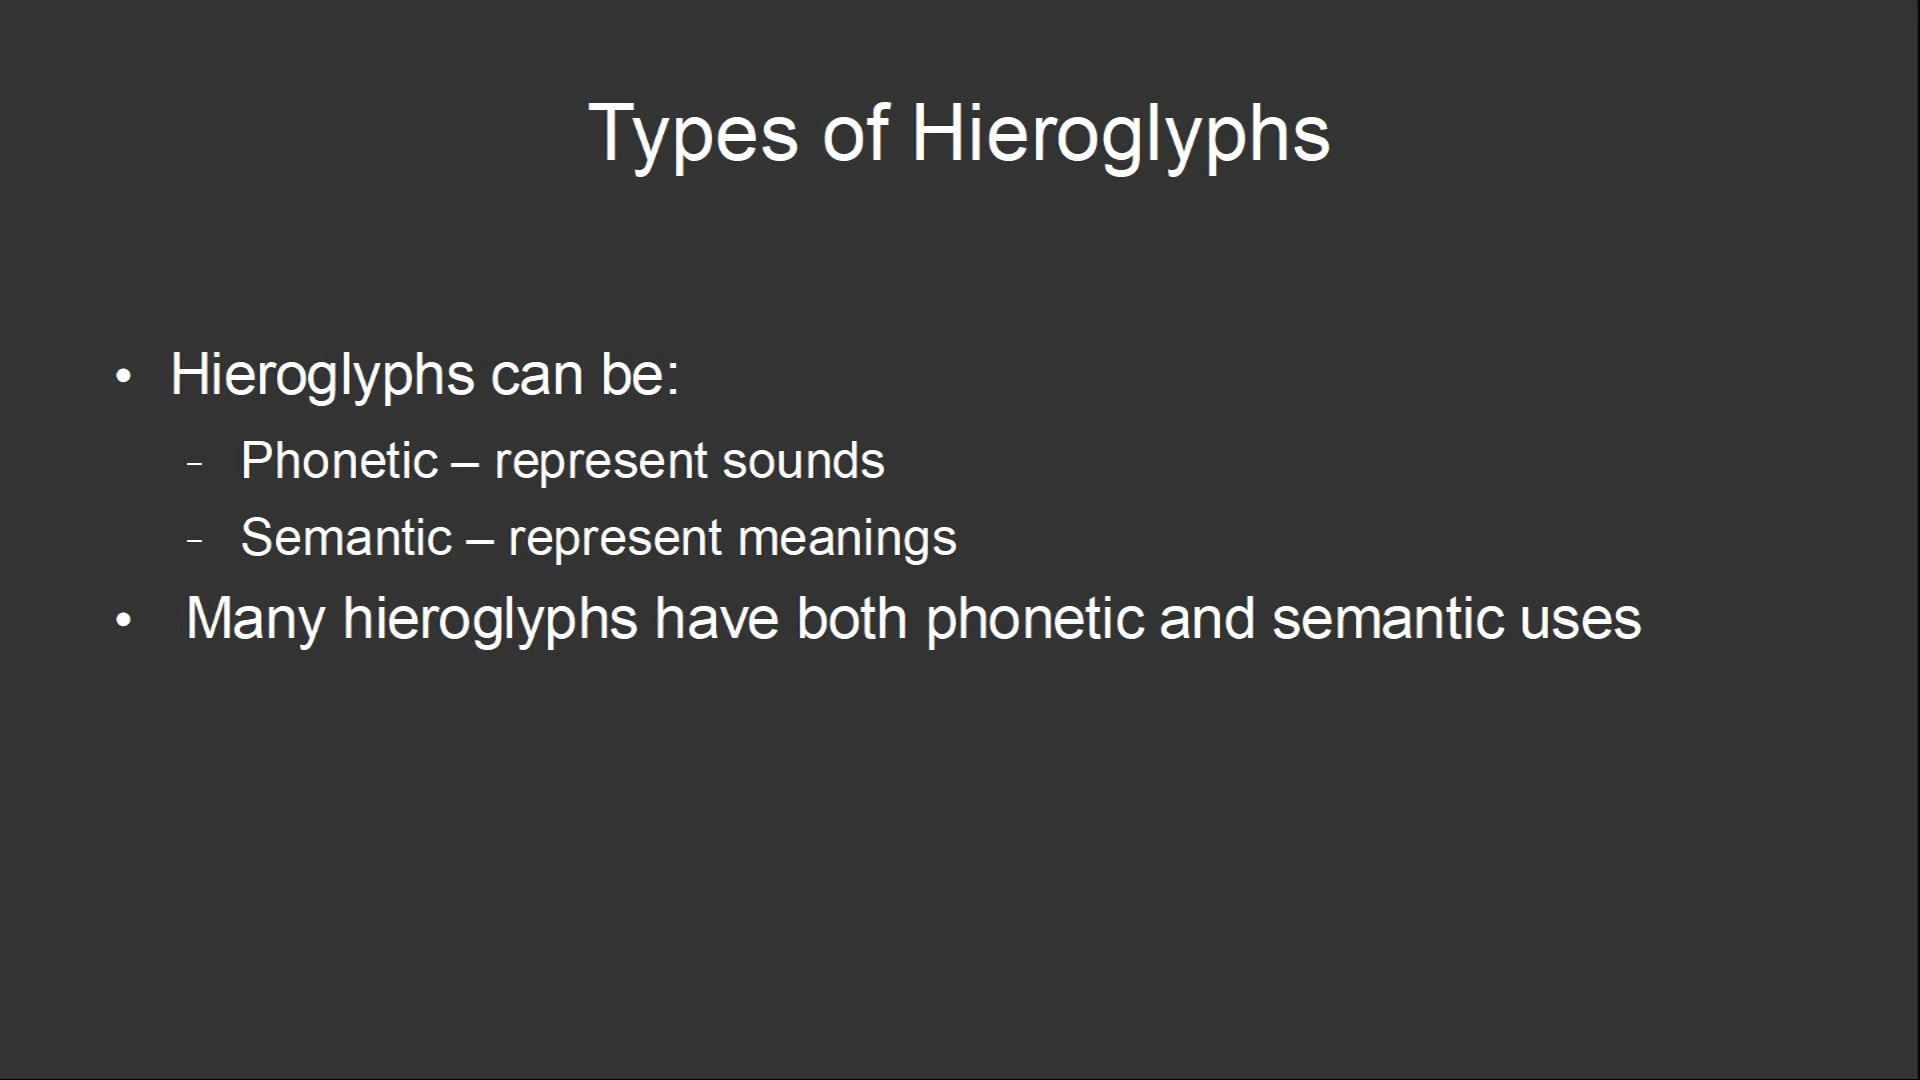 Types of Hieroglyphs
• Hieroglyphs can be:
– Phonetic – represent sounds
– Semantic – represent meanings
• Many hieroglyphs have both phonetic and semantic uses